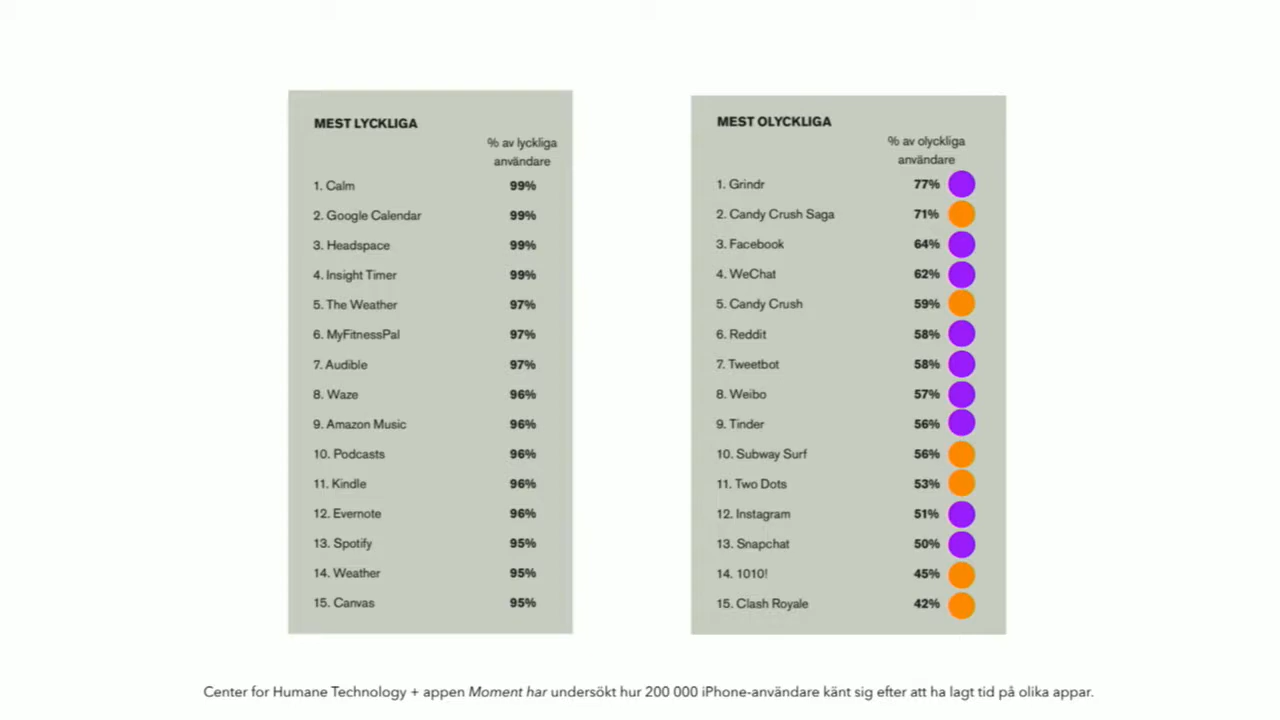 MEST LYCKLIGA
% av lyckliga
användare
1. Calm 99%
2. Google Calendar 99%
3. Headspace 99%
4. Insight Timer 99%
5. The Weather 97%
6. MyFitnessPal 97%
7. Audible 97%
8. Waze 96%
9. Amazon Music 96%
10. Podcasts 96%
11. Kindle 96%
12. Evernote 96%
13. Spotify 95%
14. Weather 95%
15. Canvas 95%
MEST OLYCKLIGA
% av olyckliga
användare
1. Grindr 77%
2. Candy Crush Saga 71%
3. Facebook 64%
4. WeChat 62%
5. Candy Crush 59%
6. Reddit 58%
7. Tweetbot 58%
8. Weibo 57%
9. Tinder 56%
10. Subway Surf 56%
11. Two Dots 53%
12. Instagram 51%
13. Snapchat 50%
14. 1010! 45%
15. Clash Royale 42%
Center for Humane Technology + appen Moment har undersökt hur 200 000 iPhone-användare känt sig efter att ha lagt tid på olika appar.